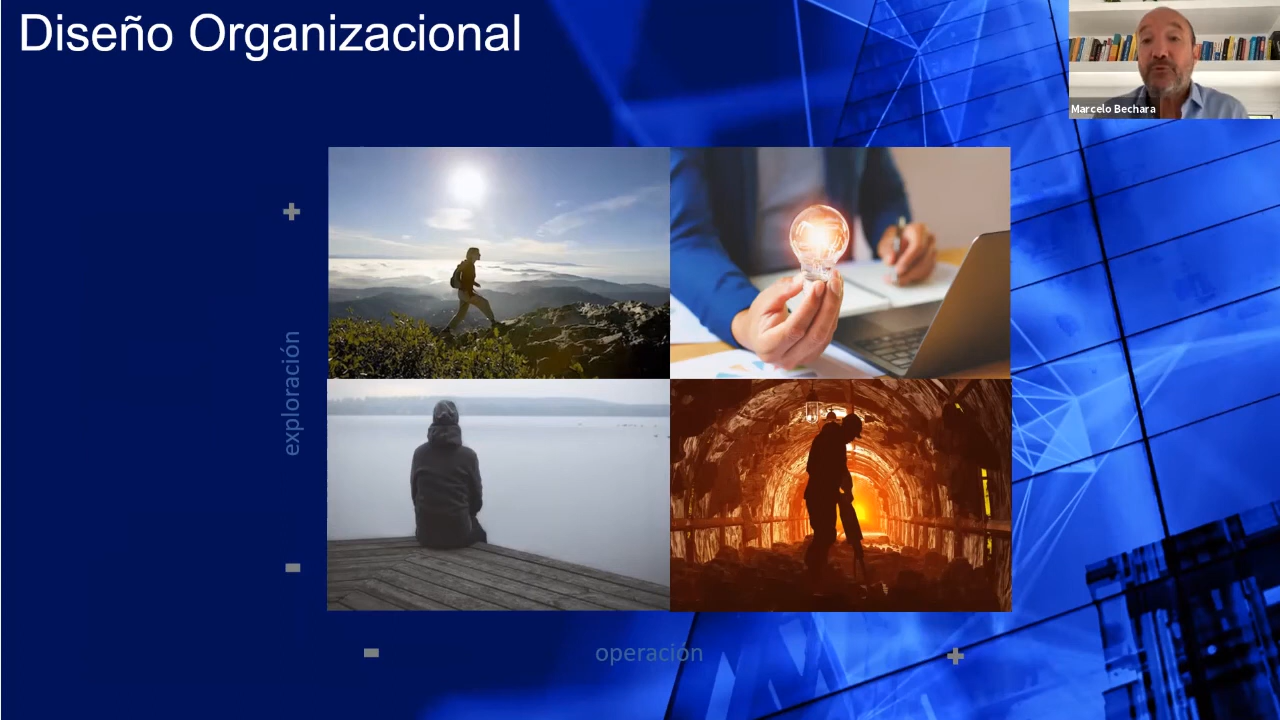 Diseño Organizacional
Marcelo Bechara
+
exploración
-
- operación +